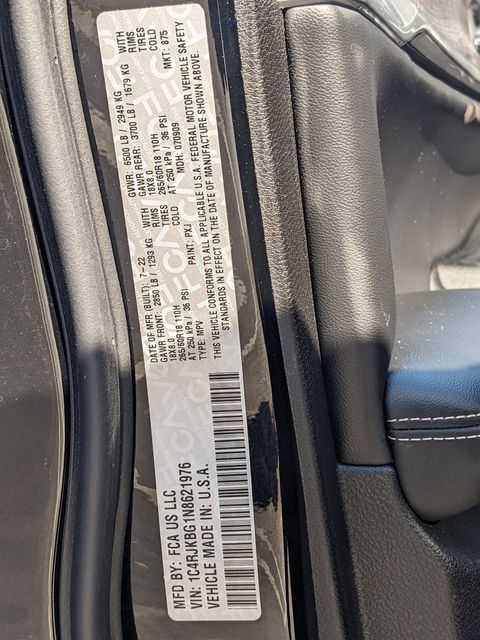 MFD BY: FCA US LLC
VIN: 1C4RJKBG1N8621976
VEHICLE MADE IN: U.S.A.
DATE OF MFR (BUILT): 7-22
GAWR FRONT: 2850 LB / 1293 KG WITH
18X8.0 RIMS
265/60R18 110H TIRES
AT 250 kPa / 36 PSI COLD
TYPE: MPV PAINT: PXJ
GVWR: 6500 LB / 2949 KG
GAWR REAR: 3700 LB / 1679 KG WITH
18X8.0 RIMS
265/60R18 110H TIRES
AT 250 kPa / 36 PSI COLD
MDH: 070909 MKT: 875
THIS VEHICLE CONFORMS TO ALL APPLICABLE U.S.A. FEDERAL MOTOR VEHICLE SAFETY
STANDARDS IN EFFECT ON THE DATE OF MANUFACTURE SHOWN ABOVE.